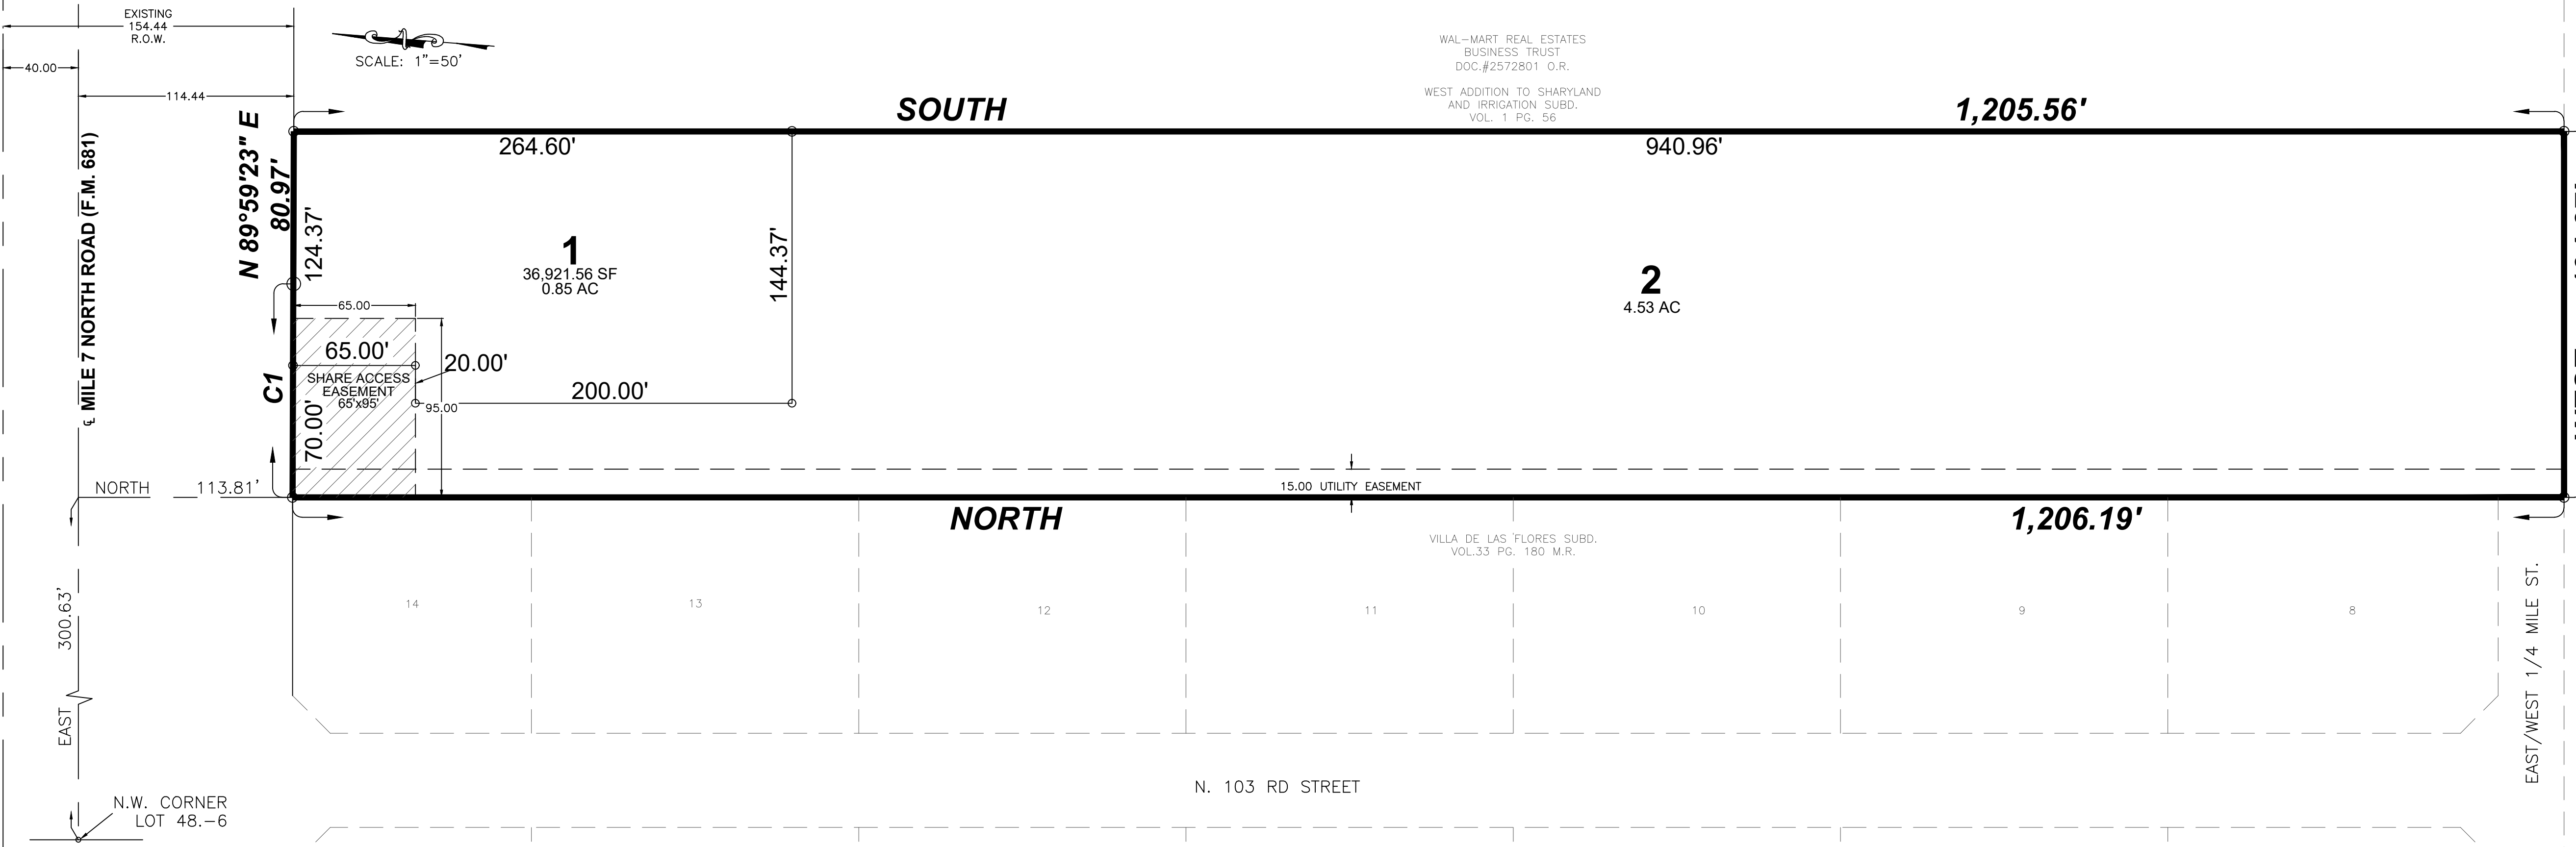 EXISTING
154.44
R.O.W.
40.00
114.44
SCALE: 1"=50'
WAL-MART REAL ESTATES
BUSINESS TRUST
DOC.#2572801 O.R.
WEST ADDITION TO SHARYLAND
AND IRRIGATION SUBD.
VOL. 1 PG. 56
SOUTH
1,205.56'
264.60'
940.96'
℄ MILE 7 NORTH ROAD (F.M. 681)
N 89°59'23" E
80.97'
124.37'
1
36,921.56 SF
0.85 AC
144.37'
2
4.53 AC
65.00
65.00'
20.00'
SHARE ACCESS
EASEMENT
65'x95'
95.00
200.00'
C1
70.00'
NORTH 113.81'
15.00 UTILITY EASEMENT
NORTH
1,206.19'
VILLA DE LAS FLORES SUBD.
VOL.33 PG. 180 M.R.
14
13
12
11
10
9
8
EAST 300.63'
EAST/WEST 1/4 MILE ST.
N. 103 RD STREET
N.W. CORNER
LOT 48.-6